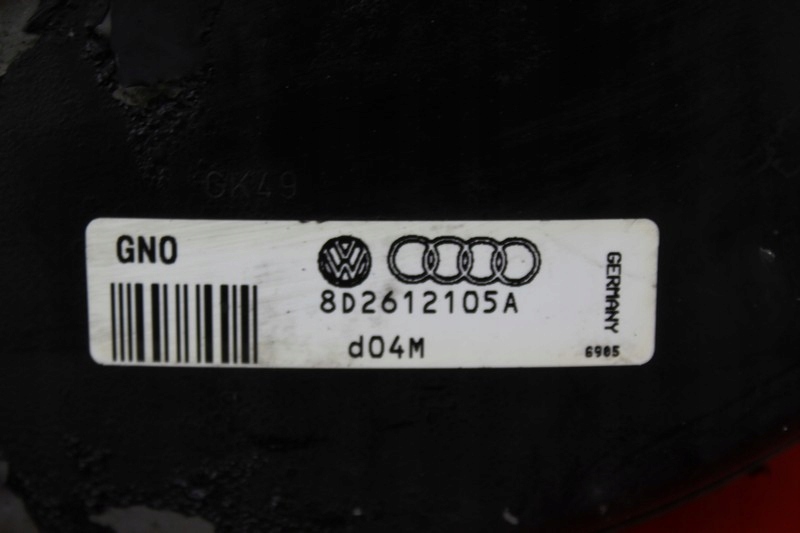 GK49
GNO
8D2612105A
d04M
GERMANY
6985